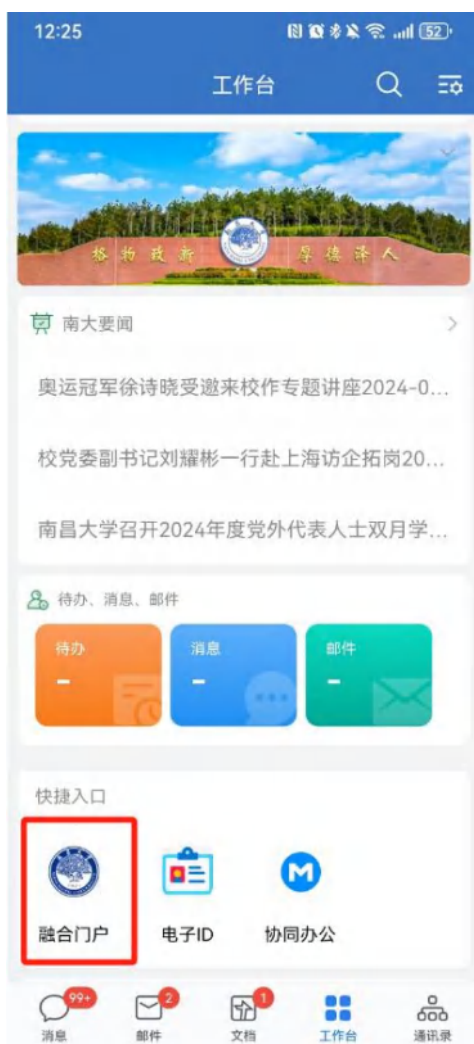 12:25
52
工作台
格物致新 厚德泽人
南大要闻
奥运冠军徐诗晓受邀来校作专题讲座2024-0...
校党委副书记刘耀彬一行赴上海访企拓岗20...
南昌大学召开2024年度党外代表人士双月学...
待办、消息、邮件
待办 消息 邮件
- - -
快捷入口
融合门户 电子ID 协同办公
99+ 2 1
消息 邮件 文档 工作台 通讯录